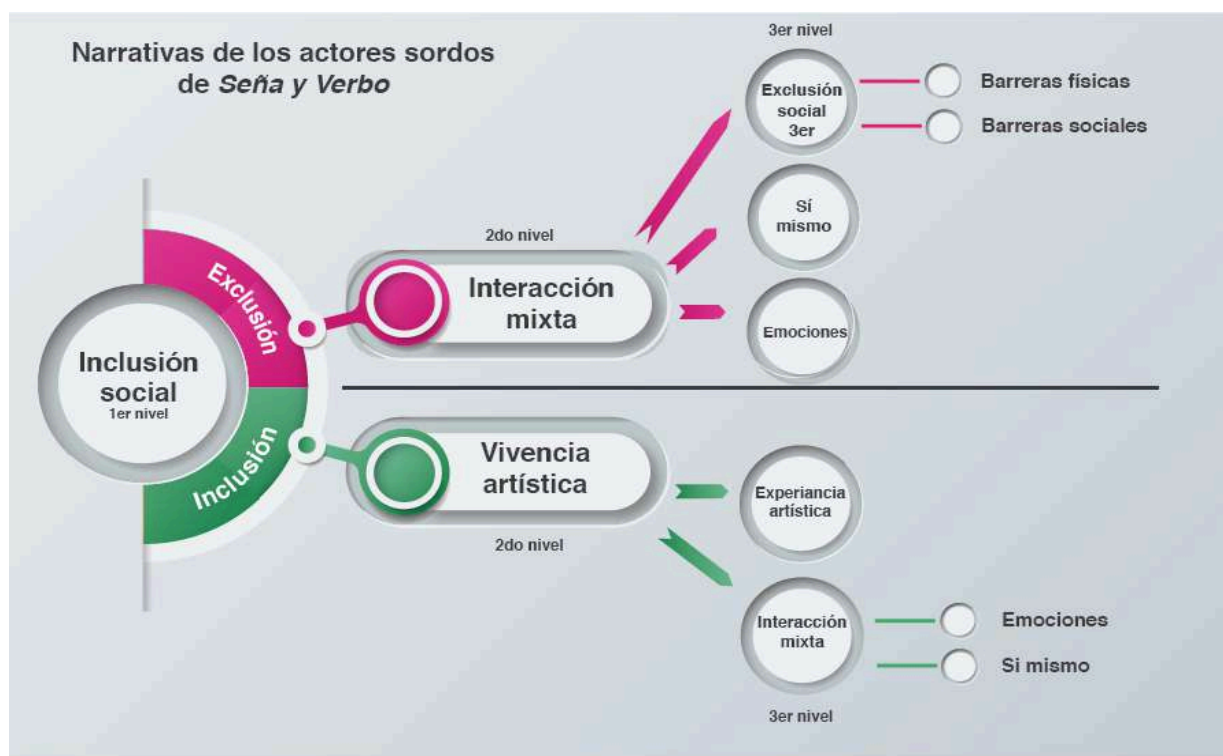 Narrativas de los actores sordos
de Seña y Verbo
Inclusión
social
1er nivel
Exclusión
Inclusión
2do nivel
Interacción
mixta
3er nivel
Exclusión
social
3er
Barreras físicas
Barreras sociales
Sí
mismo
Emociones
Vivencia
artística
2do nivel
Experiancia
artística
Interacción
mixta
3er nivel
Emociones
Si mismo